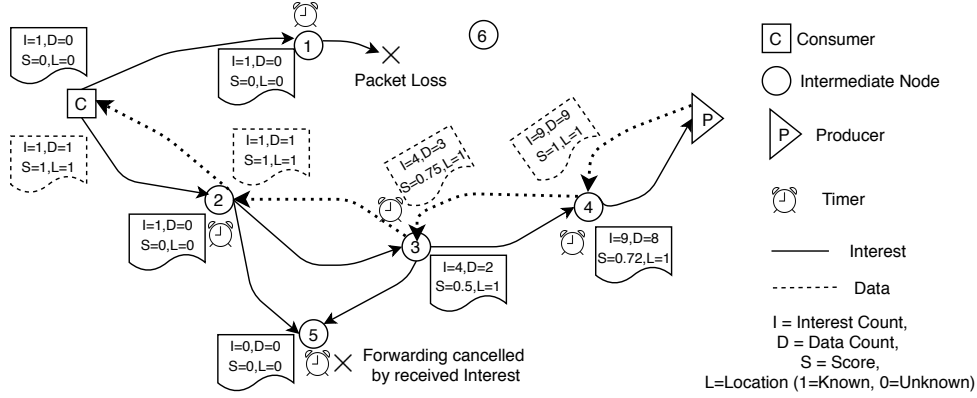 I=1,D=0
S=0,L=0
1
I=1,D=0
S=0,L=0
Packet Loss
6
C
Consumer
Intermediate Node
P
Producer
Timer
Interest
Data
I = Interest Count,
D = Data Count,
S = Score,
L=Location (1=Known, 0=Unknown)
C
I=1,D=1
S=1,L=1
I=1,D=1
S=1,L=1
I=4,D=3
S=0.75,L=1
I=9,D=9
S=1,L=1
P
2
I=1,D=0
S=0,L=0
3
I=4,D=2
S=0.5,L=1
4
I=9,D=8
S=0.72,L=1
5
I=0,D=0
S=0,L=0
Forwarding cancelled
by received Interest